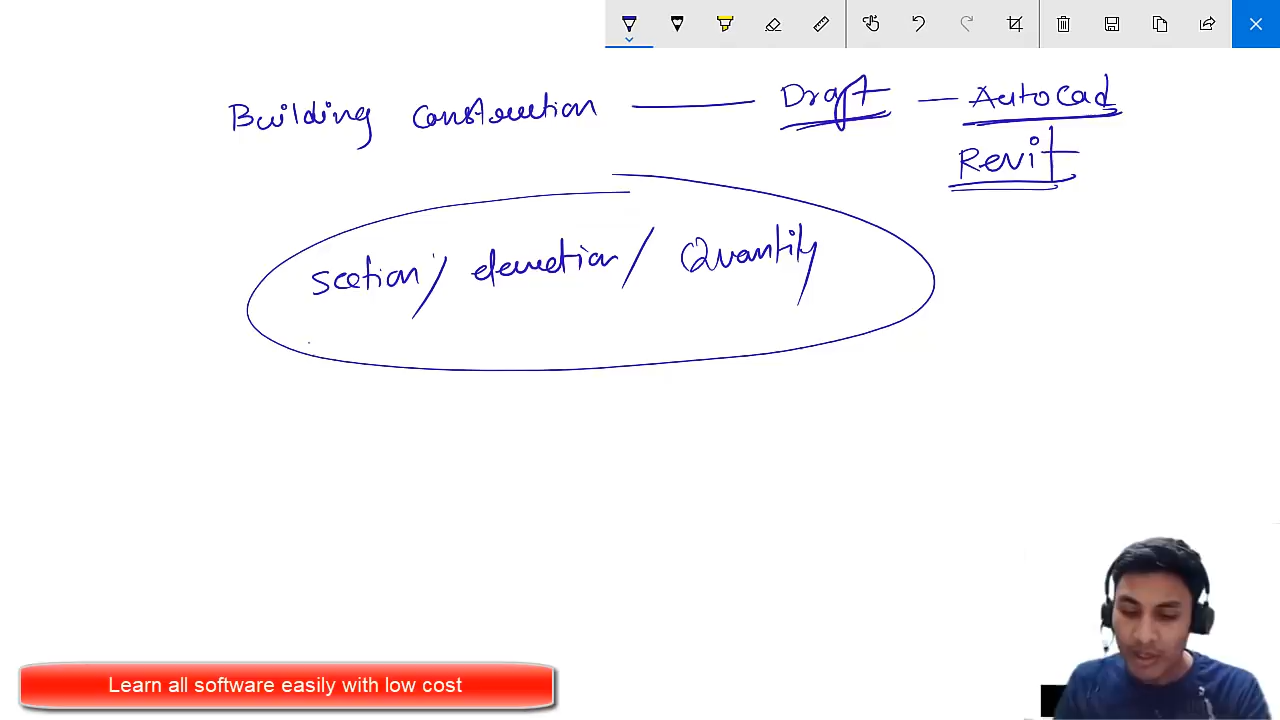 Building Construction — Draft — AutoCad
Revit
section / elevation / Quantity
Learn all software easily with low cost